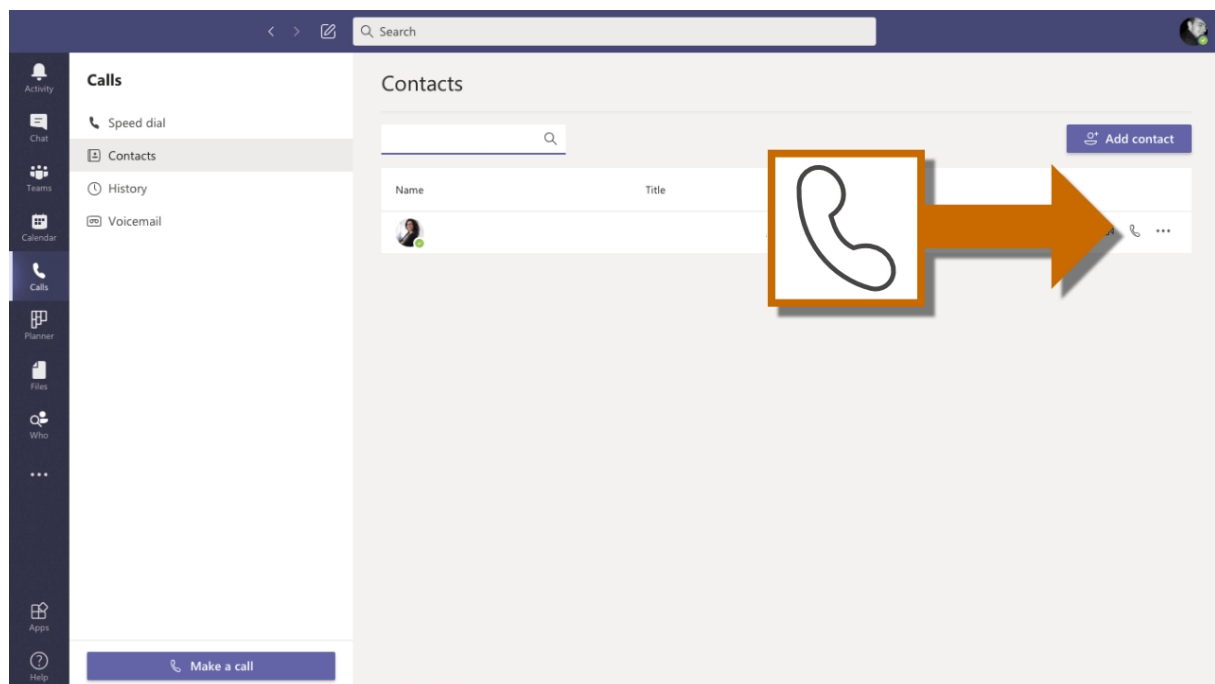 Search
Activity
Chat
Teams
Calendar
Calls
Planner
Files
Who
Apps
Help
Calls
Speed dial
Contacts
History
Voicemail
Make a call
Contacts
Add contact
Name
Title